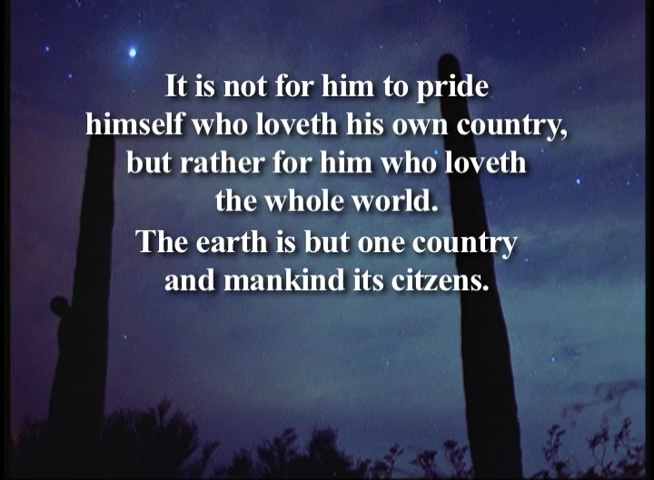 It is not for him to pride
himself who loveth his own country,
but rather for him who loveth
the whole world.
The earth is but one country
and mankind its citzens.